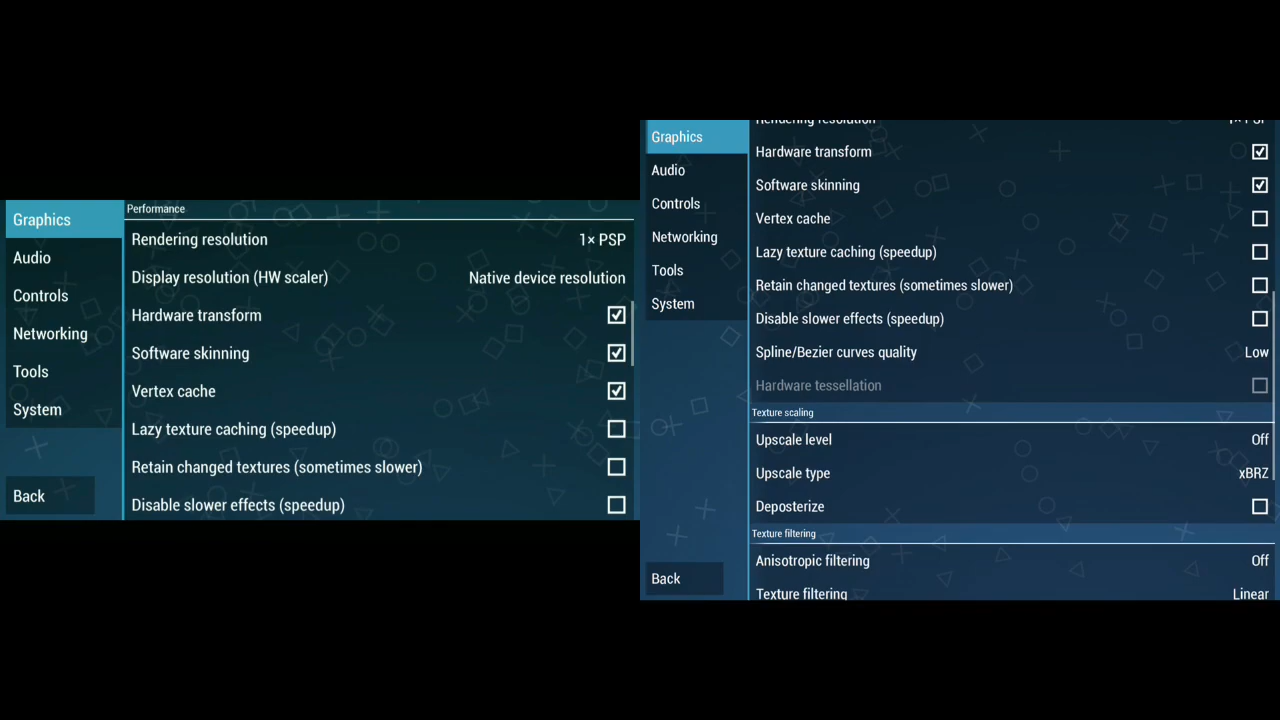 Graphics
Audio
Controls
Networking
Tools
System
Back
Performance
Rendering resolution 1× PSP
Display resolution (HW scaler) Native device resolution
Hardware transform
Software skinning
Vertex cache
Lazy texture caching (speedup)
Retain changed textures (sometimes slower)
Disable slower effects (speedup)
Graphics
Audio
Controls
Networking
Tools
System
Back
Rendering resolution 1× PSP
Hardware transform
Software skinning
Vertex cache
Lazy texture caching (speedup)
Retain changed textures (sometimes slower)
Disable slower effects (speedup)
Spline/Bezier curves quality Low
Hardware tessellation
Texture scaling
Upscale level Off
Upscale type xBRZ
Deposterize
Texture filtering
Anisotropic filtering Off
Texture filtering Linear